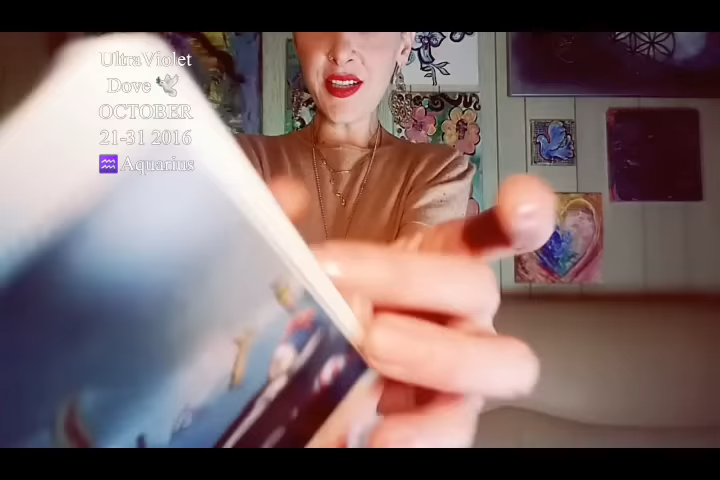 UltraViolet
Dove 🕊
OCTOBER
21-31 2016
♒Aquarius